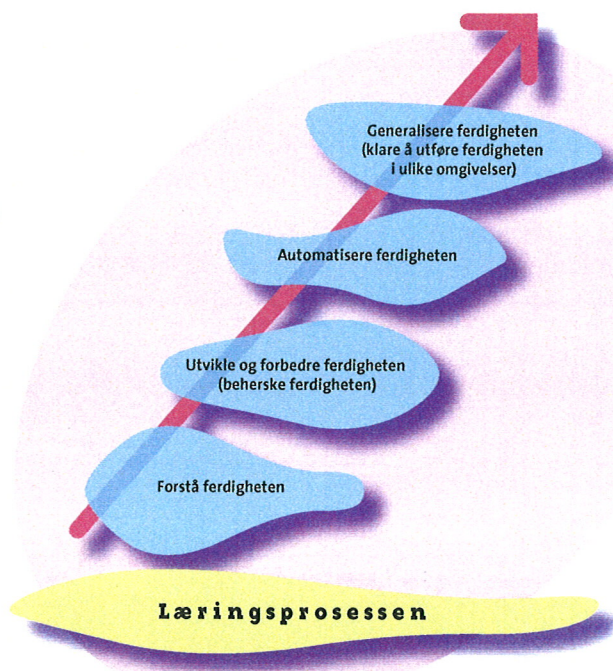 Generalisere ferdigheten
(klare å utføre ferdigheten
i ulike omgivelser)
Automatisere ferdigheten
Utvikle og forbedre ferdigheten
(beherske ferdigheten)
Forstå ferdigheten
Læringsprosessen